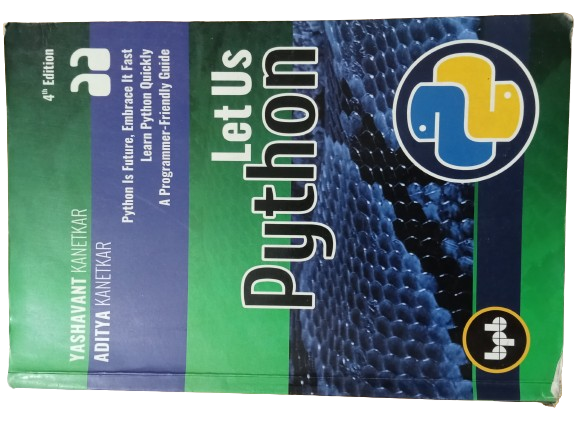 YASHAVANT KANETKAR
ADITYA KANETKAR
4th Edition
Python Is Future, Embrace It Fast
Learn Python Quickly
A Programmer-Friendly Guide
Let Us
Python
bpb